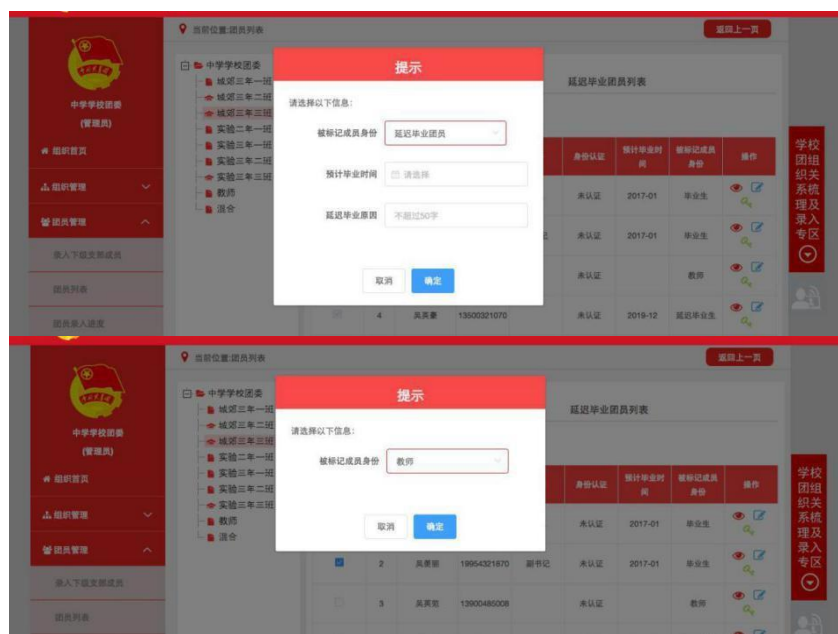 当前位置:团员列表
返回上一页
中学学校团委
(管理员)
组织首页
组织管理
团员管理
录入下级支部成员
团员列表
团员录入进度
中学学校团委
城郊三年一班
城郊三年二班
城郊三年三班
实验二年一班
实验三年一班
实验三年二班
实验三年三班
教师
混合
提示
请选择以下信息:
被标记成员身份 延迟毕业团员
预计毕业时间 请选择
延迟毕业原因 不超过50字
取消 确定
延迟毕业团员列表
身份认证 预计毕业时间 被标记成员身份 操作
未认证 2017-01 毕业生
未认证 2017-01 毕业生
未认证 教师
4 13500321070 未认证 2016-12 延迟毕业生
学校团组织关系梳理及录入专区
当前位置:团员列表
返回上一页
中学学校团委
(管理员)
组织首页
组织管理
团员管理
录入下级支部成员
团员列表
中学学校团委
城郊三年一班
城郊三年二班
城郊三年三班
实验二年一班
实验三年一班
实验三年二班
实验三年三班
教师
混合
提示
请选择以下信息:
被标记成员身份 教师
取消 确定
延迟毕业团员列表
身份认证 预计毕业时间 被标记成员身份 操作
未认证 2017-01 毕业生
2 19954321870 副书记 未认证 2017-01 毕业生
3 13900485008 未认证 教师
学校团组织关系梳理及录入专区